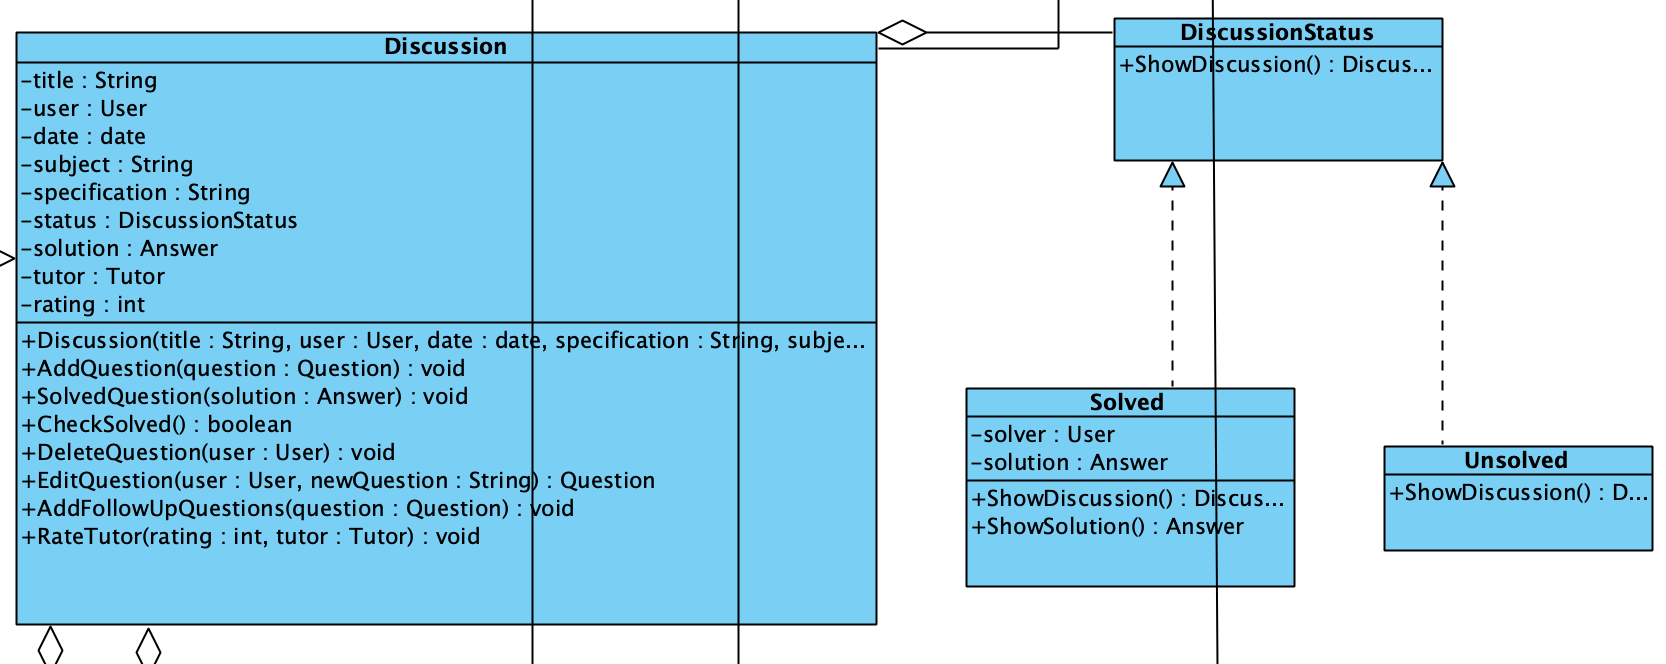 Discussion
-title : String
-user : User
-date : date
-subject : String
-specification : String
-status : DiscussionStatus
-solution : Answer
-tutor : Tutor
-rating : int
+Discussion(title : String, user : User, date : date, specification : String, subje...
+AddQuestion(question : Question) : void
+SolvedQuestion(solution : Answer) : void
+CheckSolved() : boolean
+DeleteQuestion(user : User) : void
+EditQuestion(user : User, newQuestion : String) : Question
+AddFollowUpQuestions(question : Question) : void
+RateTutor(rating : int, tutor : Tutor) : void
DiscussionStatus
+ShowDiscussion() : Discus...
Solved
-solver : User
-solution : Answer
+ShowDiscussion() : Discus...
+ShowSolution() : Answer
Unsolved
+ShowDiscussion() : D...